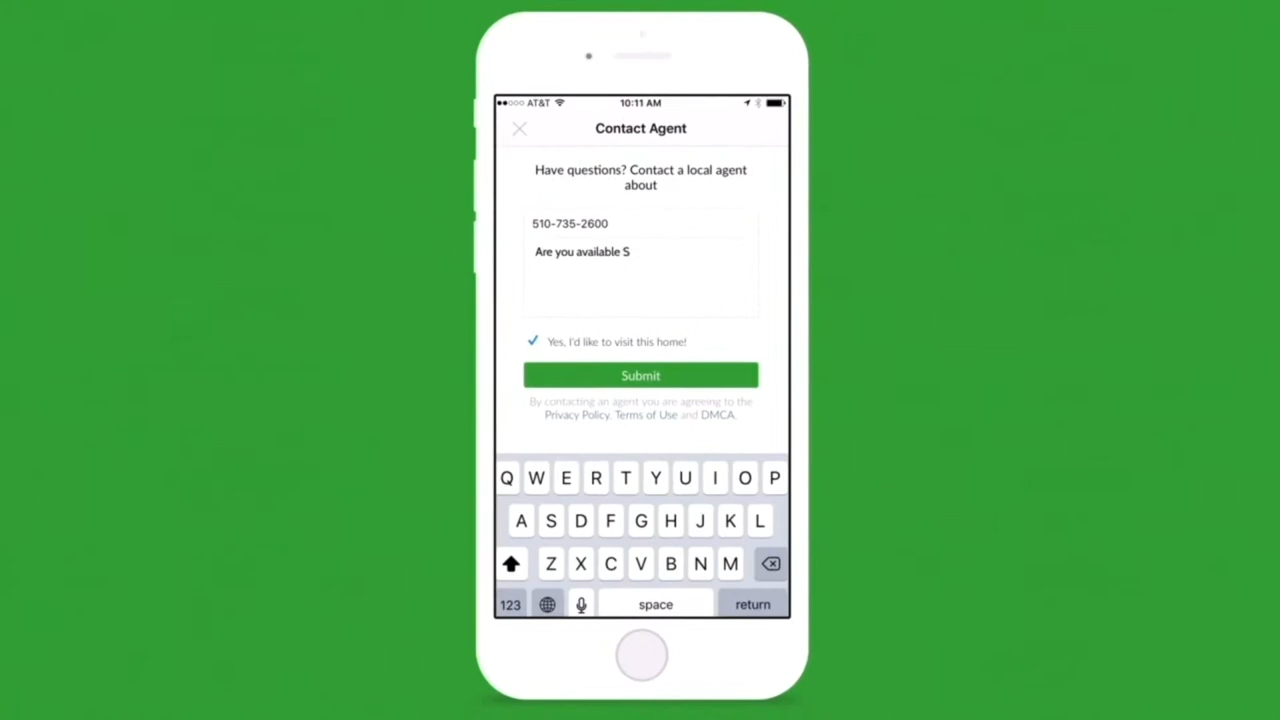 AT&T 10:11 AM
Contact Agent
Have questions? Contact a local agent
about
510-735-2600
Are you available S
Yes, I'd like to visit this home!
Submit
By contacting an agent you are agreeing to the
Privacy Policy, Terms of Use and DMCA.
Q W E R T Y U I O P
A S D F G H J K L
Z X C V B N M
123 space return